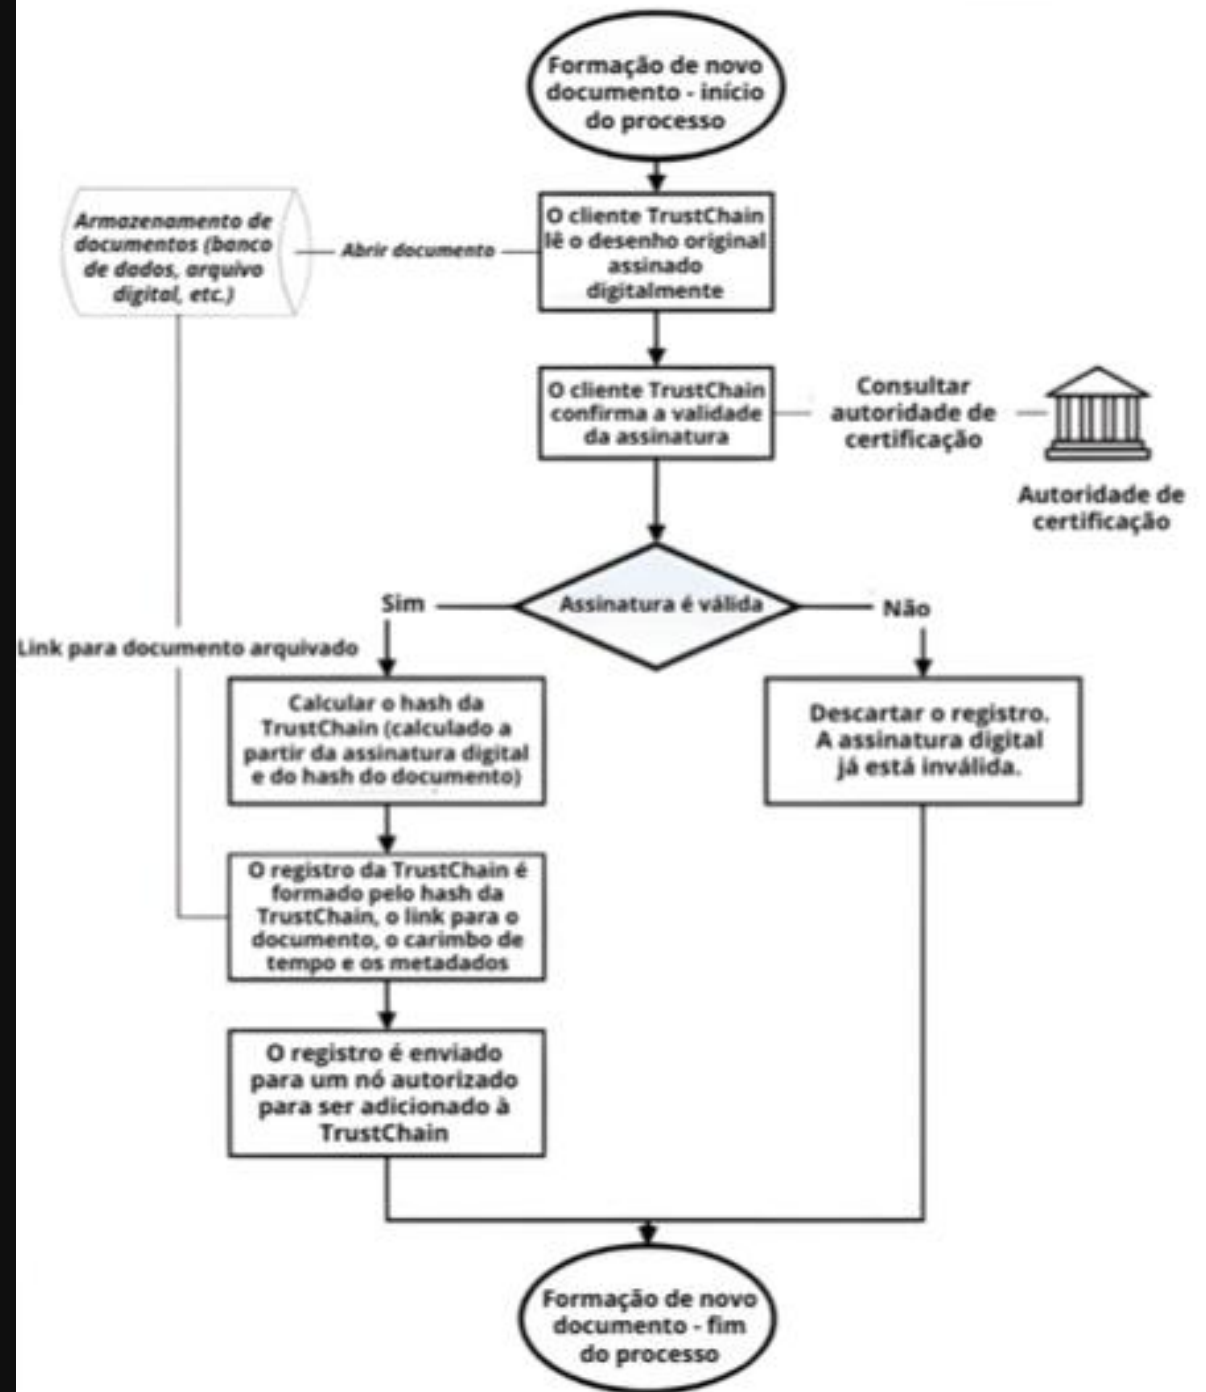 Formação de novo
documento - início
do processo
Armazenamento de
documentos (banco
de dados, arquivo
digital, etc.)
Abrir documento
O cliente TrustChain
lê o desenho original
assinado
digitalmente
O cliente TrustChain
confirma a validade
da assinatura
Consultar
autoridade de
certificação
Autoridade de
certificação
Assinatura é válida
Sim
Não
Link para documento arquivado
Calcular o hash da
TrustChain (calculado a
partir da assinatura digital
e do hash do documento)
Descartar o registro.
A assinatura digital
já está inválida.
O registro da TrustChain é
formado pelo hash da
TrustChain, o link para o
documento, o carimbo de
tempo e os metadados
O registro é enviado
para um nó autorizado
para ser adicionado à
TrustChain
Formação de novo
documento - fim
do processo